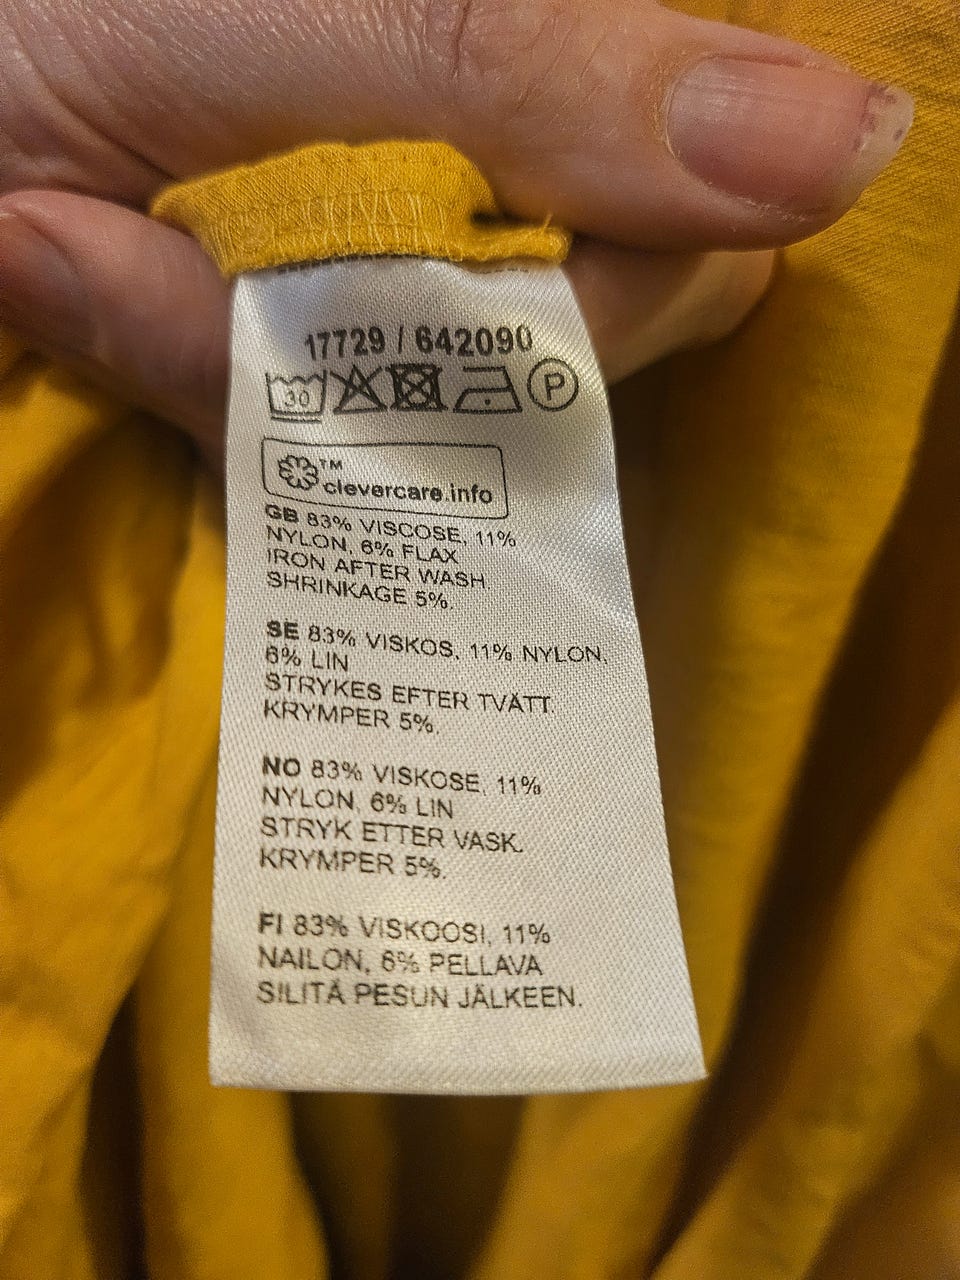 17729 / 642090
30 P
™
clevercare.info
GB 83% VISCOSE, 11%
NYLON, 6% FLAX
IRON AFTER WASH.
SHRINKAGE 5%.
SE 83% VISKOS, 11% NYLON,
6% LIN
STRYKES EFTER TVÄTT.
KRYMPER 5%.
NO 83% VISKOSE, 11%
NYLON, 6% LIN
STRYK ETTER VASK.
KRYMPER 5%.
FI 83% VISKOOSI, 11%
NAILON, 6% PELLAVA
SILITÄ PESUN JÄLKEEN.